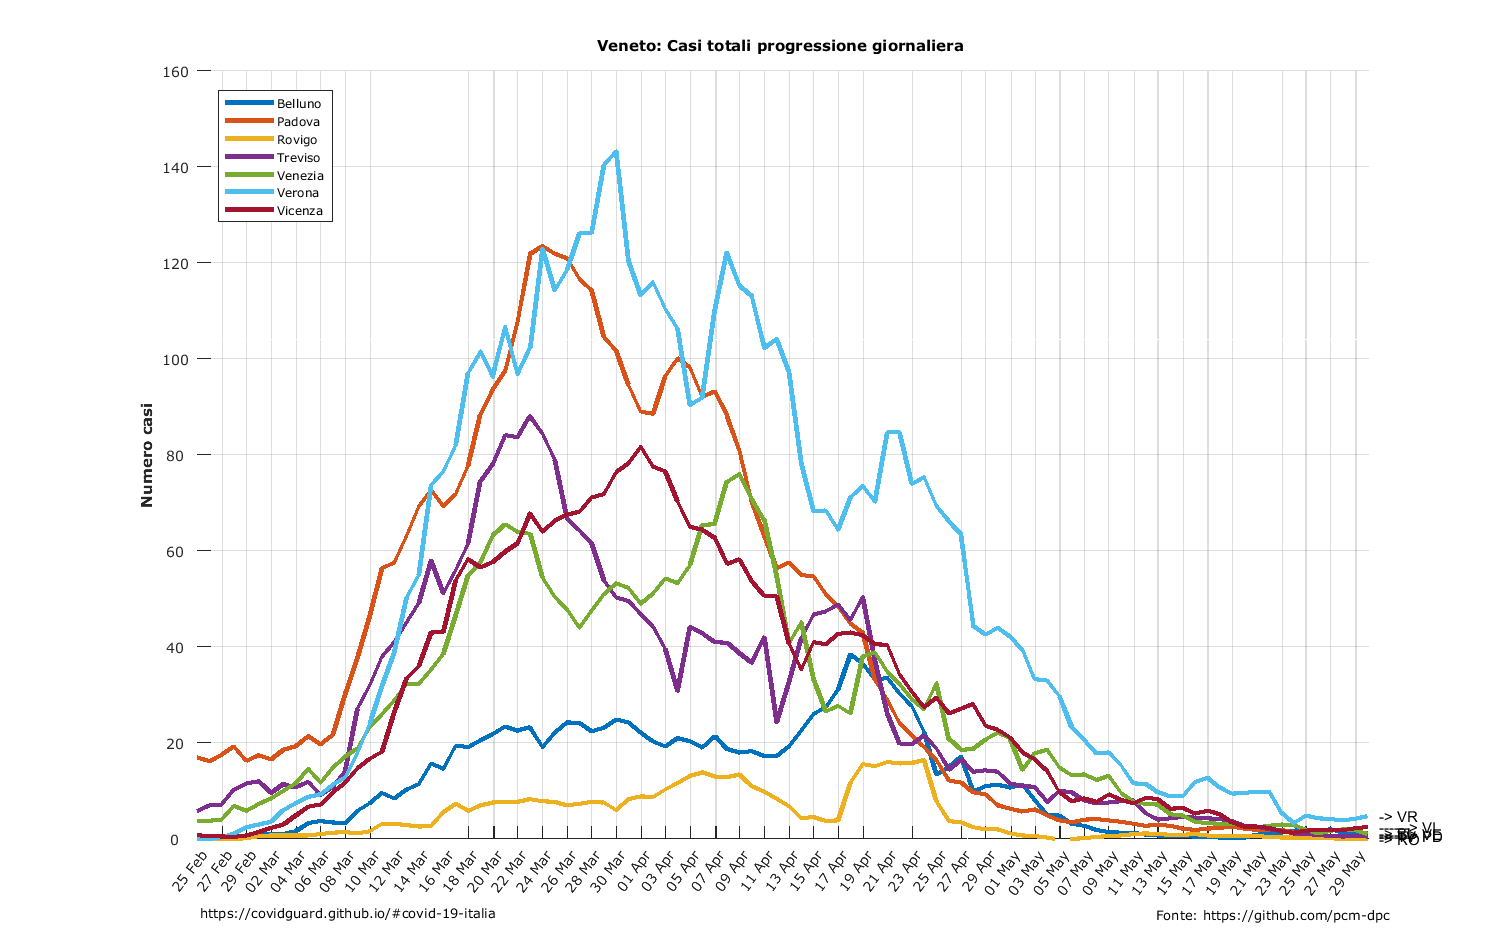 Veneto: Casi totali progressione giornaliera
Numero casi
160
140
120
100
80
60
40
20
0
Belluno
Padova
Rovigo
Treviso
Venezia
Verona
Vicenza
25 Feb
27 Feb
29 Feb
02 Mar
04 Mar
06 Mar
08 Mar
10 Mar
12 Mar
14 Mar
16 Mar
18 Mar
20 Mar
22 Mar
24 Mar
26 Mar
28 Mar
30 Mar
01 Apr
03 Apr
05 Apr
07 Apr
09 Apr
11 Apr
13 Apr
15 Apr
17 Apr
19 Apr
21 Apr
23 Apr
25 Apr
27 Apr
29 Apr
01 May
03 May
05 May
07 May
09 May
11 May
13 May
15 May
17 May
19 May
21 May
23 May
25 May
27 May
29 May
-> VR
-> VI
-> RO
https://covidguard.github.io/#covid-19-italia
Fonte: https://github.com/pcm-dpc